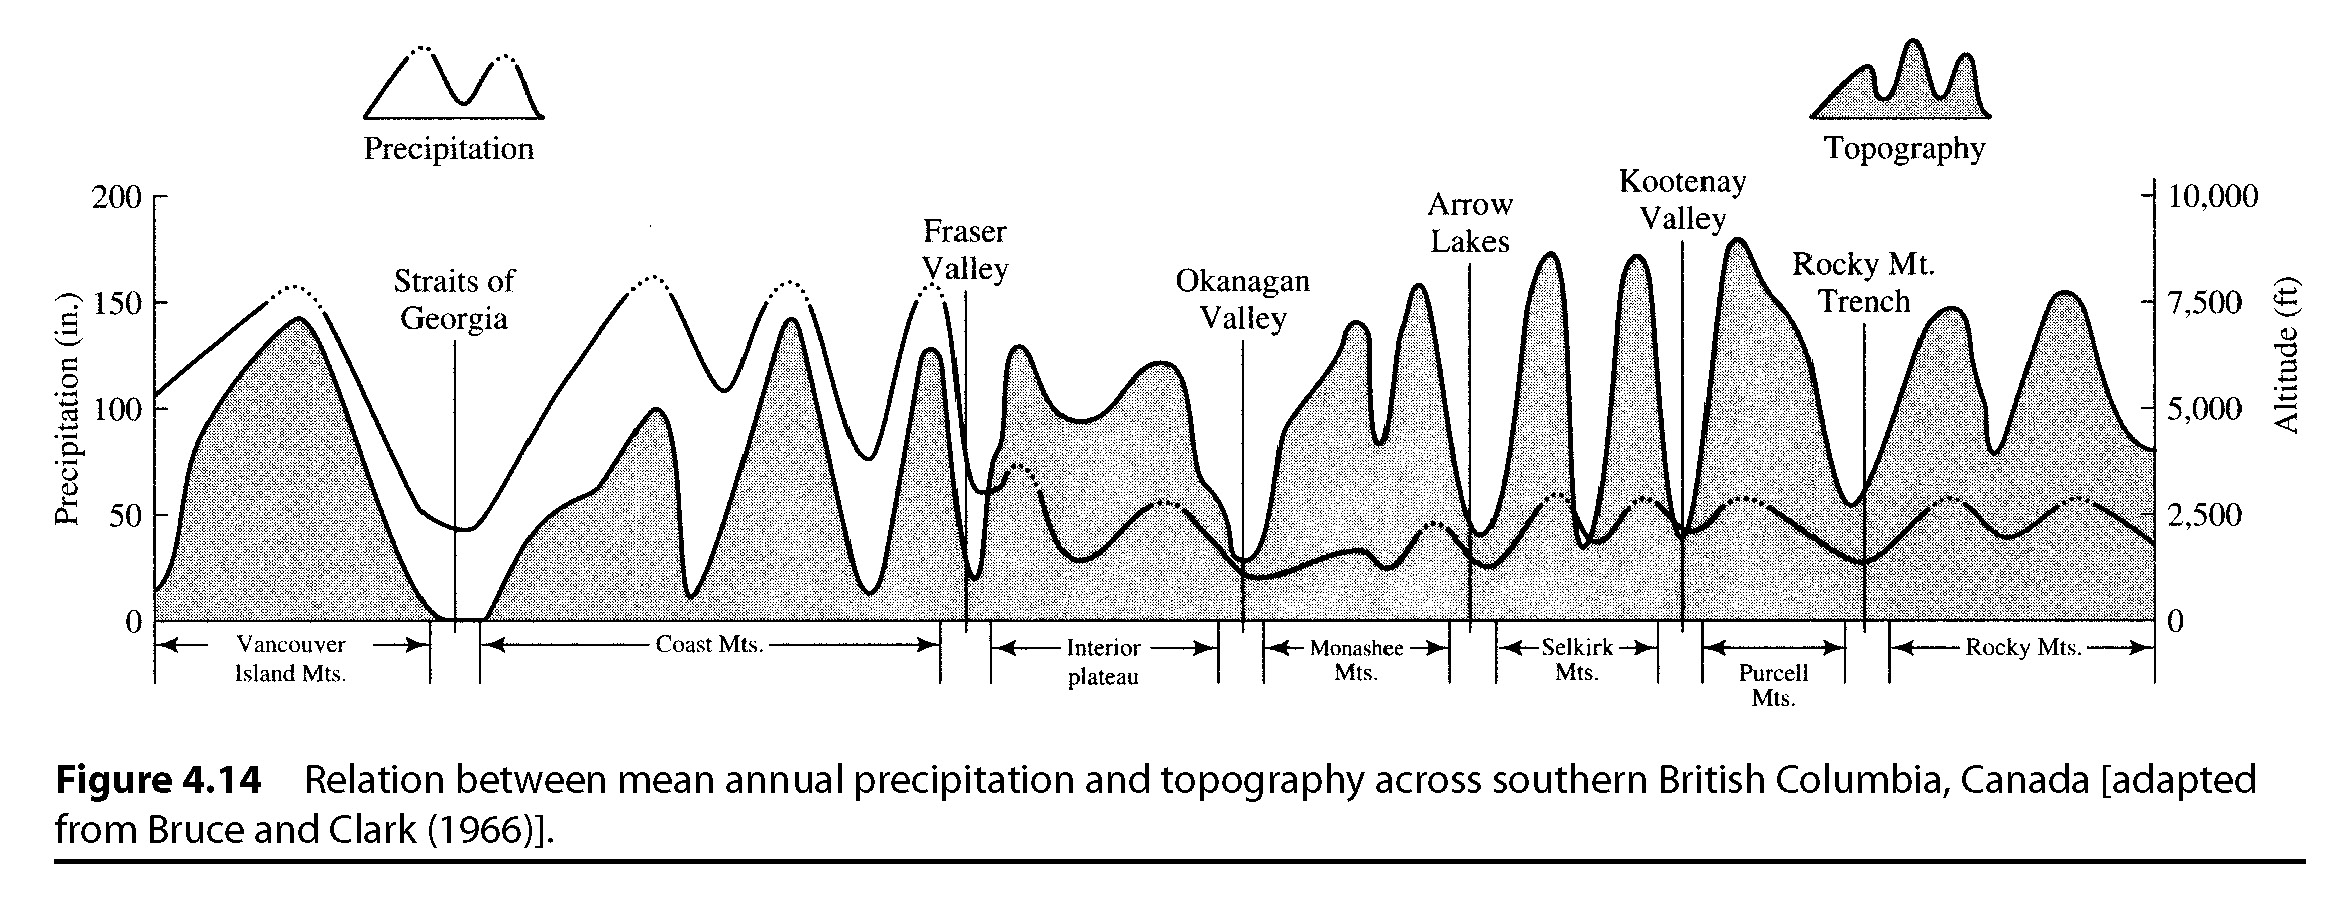 Precipitation
Topography
Kootenay
Valley
Arrow
Lakes
Fraser
Valley
Rocky Mt.
Trench
Straits of
Georgia
Okanagan
Valley
Precipitation (in.)
200
150
100
50
0
10,000
7,500
5,000
2,500
0
Altitude (ft)
Vancouver
Island Mts.
Coast Mts.
Interior
plateau
Monashee
Mts.
Selkirk
Mts.
Purcell
Mts.
Rocky Mts.
Figure 4.14 Relation between mean annual precipitation and topography across southern British Columbia, Canada [adapted
from Bruce and Clark (1966)].